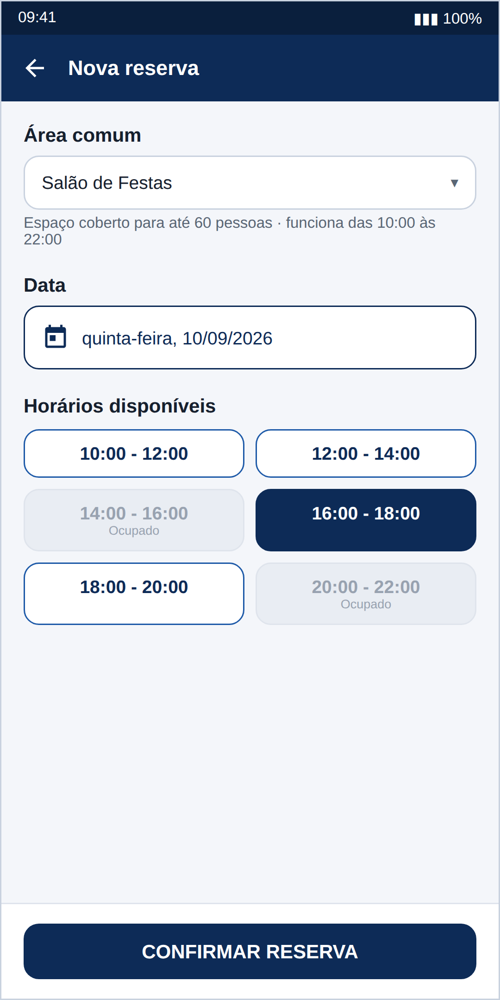 09:41
100%
Nova reserva
Área comum
Salão de Festas
Espaço coberto para até 60 pessoas · funciona das 10:00 às
22:00
Data
quinta-feira, 10/09/2026
Horários disponíveis
10:00 - 12:00
12:00 - 14:00
14:00 - 16:00
Ocupado
16:00 - 18:00
18:00 - 20:00
20:00 - 22:00
Ocupado
CONFIRMAR RESERVA